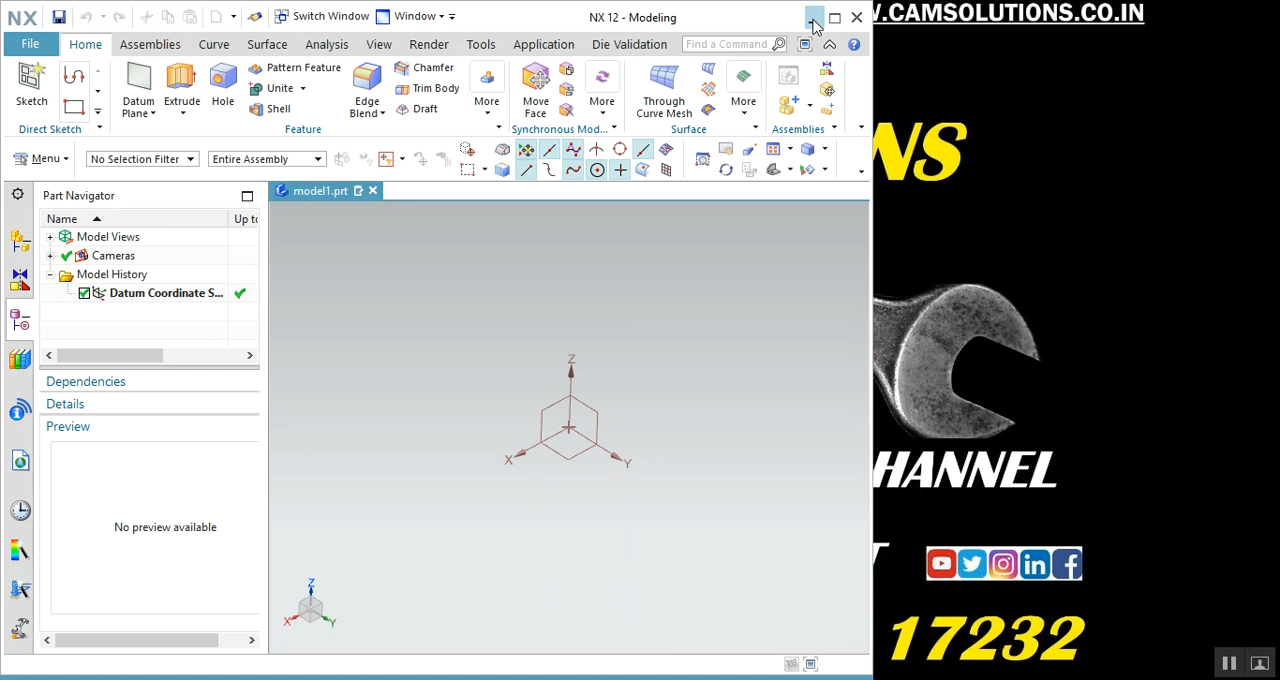 NX
Switch Window
Window
NX 12 - Modeling
V.CAMSOLUTIONS.CO.IN
File
Home
Assemblies
Curve
Surface
Analysis
View
Render
Tools
Application
Die Validation
Find a Command
Sketch
Direct Sketch
Datum Plane
Extrude
Hole
Pattern Feature
Unite
Shell
Edge Blend
Chamfer
Trim Body
Draft
More
Feature
Move Face
More
Synchronous Mod...
Through Curve Mesh
More
Surface
Assemblies
Menu
No Selection Filter
Entire Assembly
NS
Part Navigator
model1.prt
Name
Up to
Model Views
Cameras
Model History
Datum Coordinate S...
Dependencies
Details
Preview
No preview available
Z
X
Y
Z
X
Y
HANNEL
T
17232